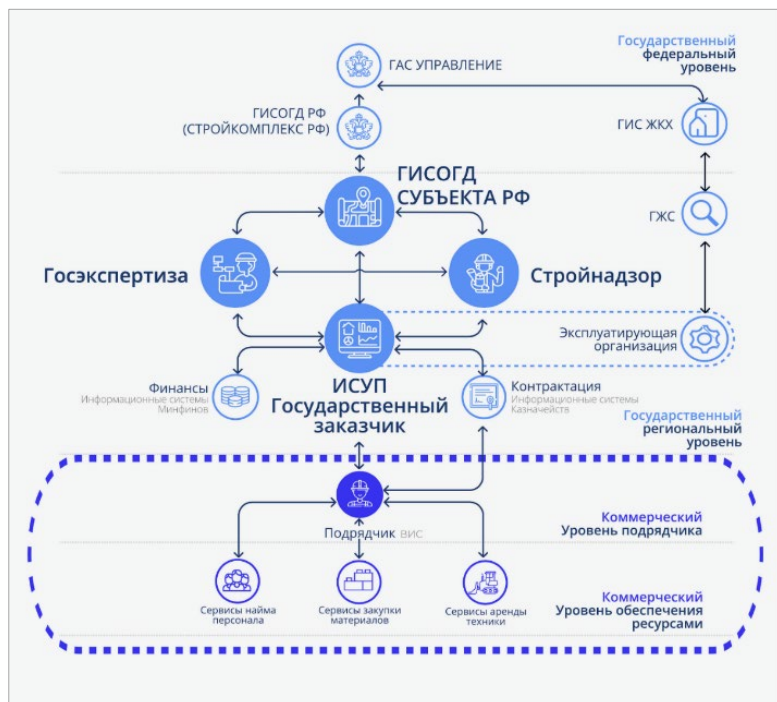 Государственный
федеральный
уровень
ГАС УПРАВЛЕНИЕ
ГИСОГД РФ
(СТРОЙКОМПЛЕКС РФ)
ГИС ЖКХ
ГИСОГД
СУБЪЕКТА РФ
ГЖС
Госэкспертиза
Стройнадзор
Эксплуатирующая
организация
Финансы
Информационные системы
Минфинов
ИСУП
Государственный
заказчик
Контрактация
Информационные системы
Казначейств
Государственный
региональный
уровень
Подрядчик ВИС
Коммерческий
Уровень подрядчика
Сервисы найма
персонала
Сервисы закупки
материалов
Сервисы аренды
техники
Коммерческий
Уровень обеспечения
ресурсами